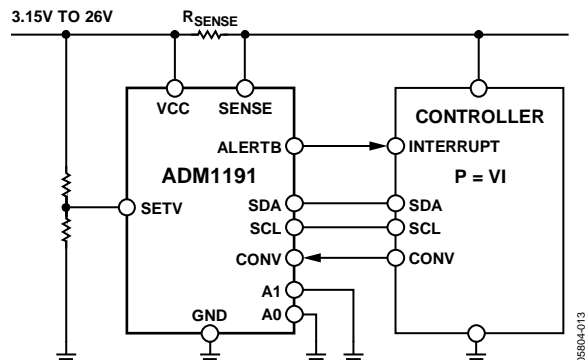 3.15V TO 26V
RSENSE
VCC
SENSE
CONTROLLER
ALERTB
INTERRUPT
ADM1191
P = VI
SETV
SDA
SDA
SCL
SCL
CONV
CONV
A1
GND
A0
05804-013